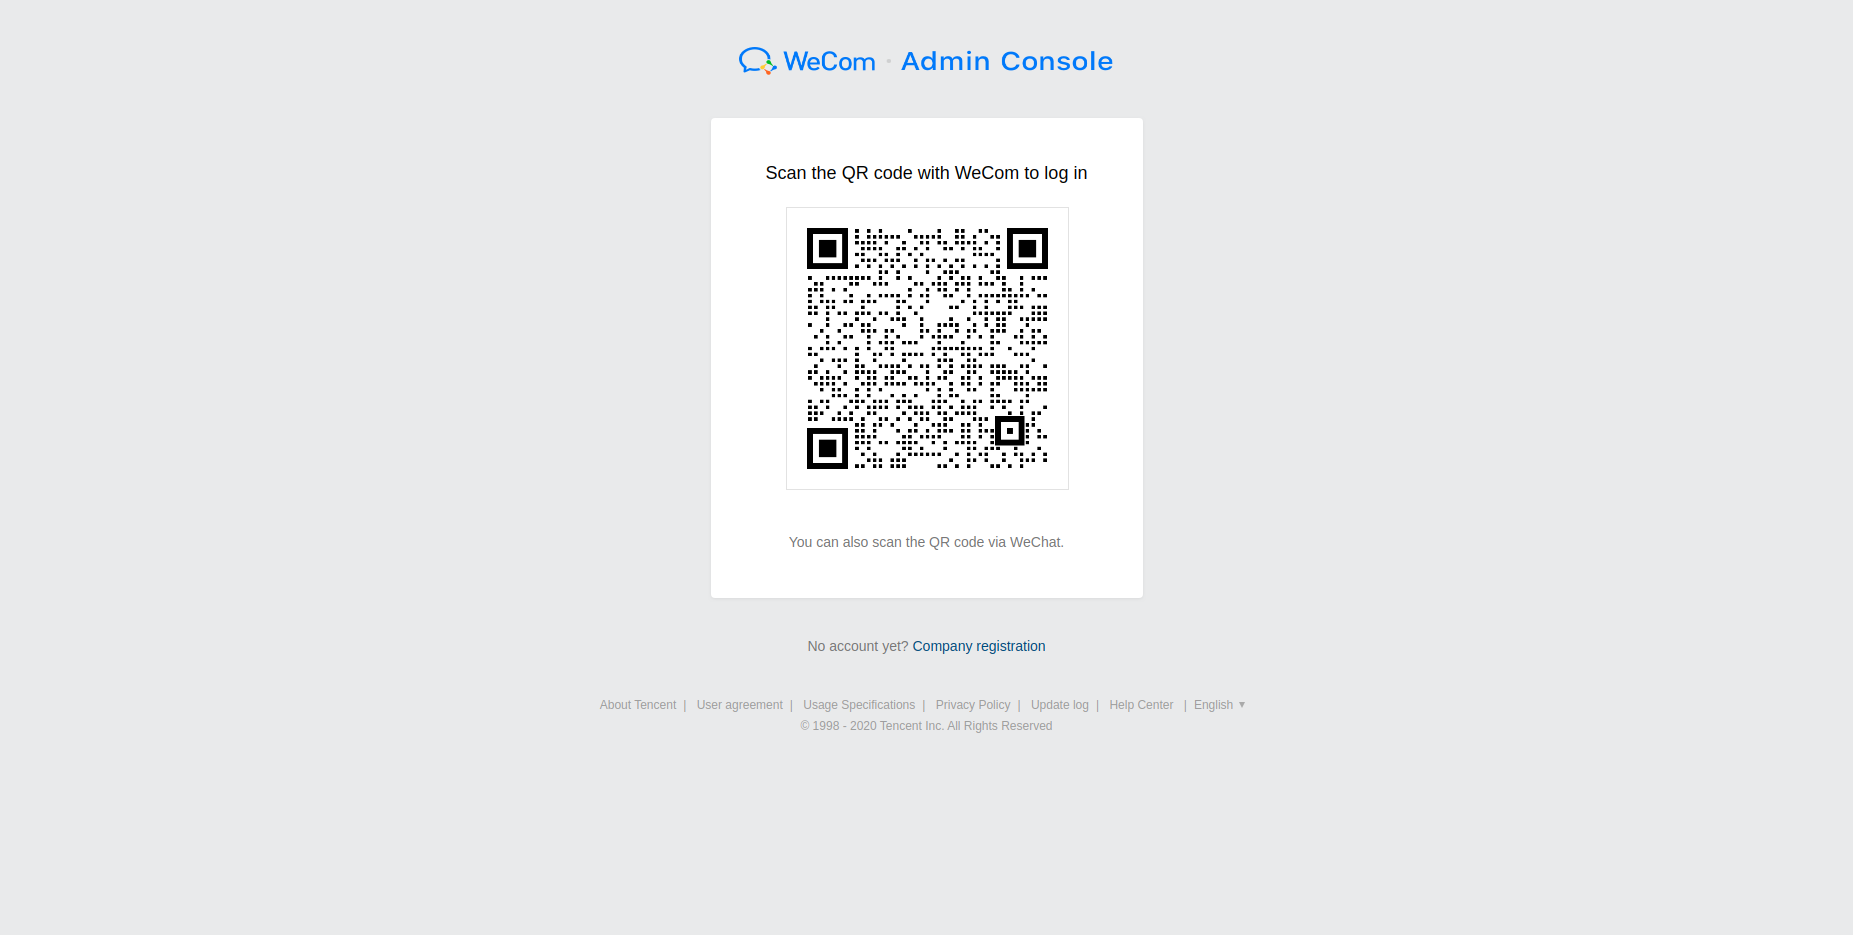 WeCom · Admin Console
Scan the QR code with WeCom to log in
You can also scan the QR code via WeChat.
No account yet? Company registration
About Tencent | User agreement | Usage Specifications | Privacy Policy | Update log | Help Center | English ▼
© 1998 - 2020 Tencent Inc. All Rights Reserved